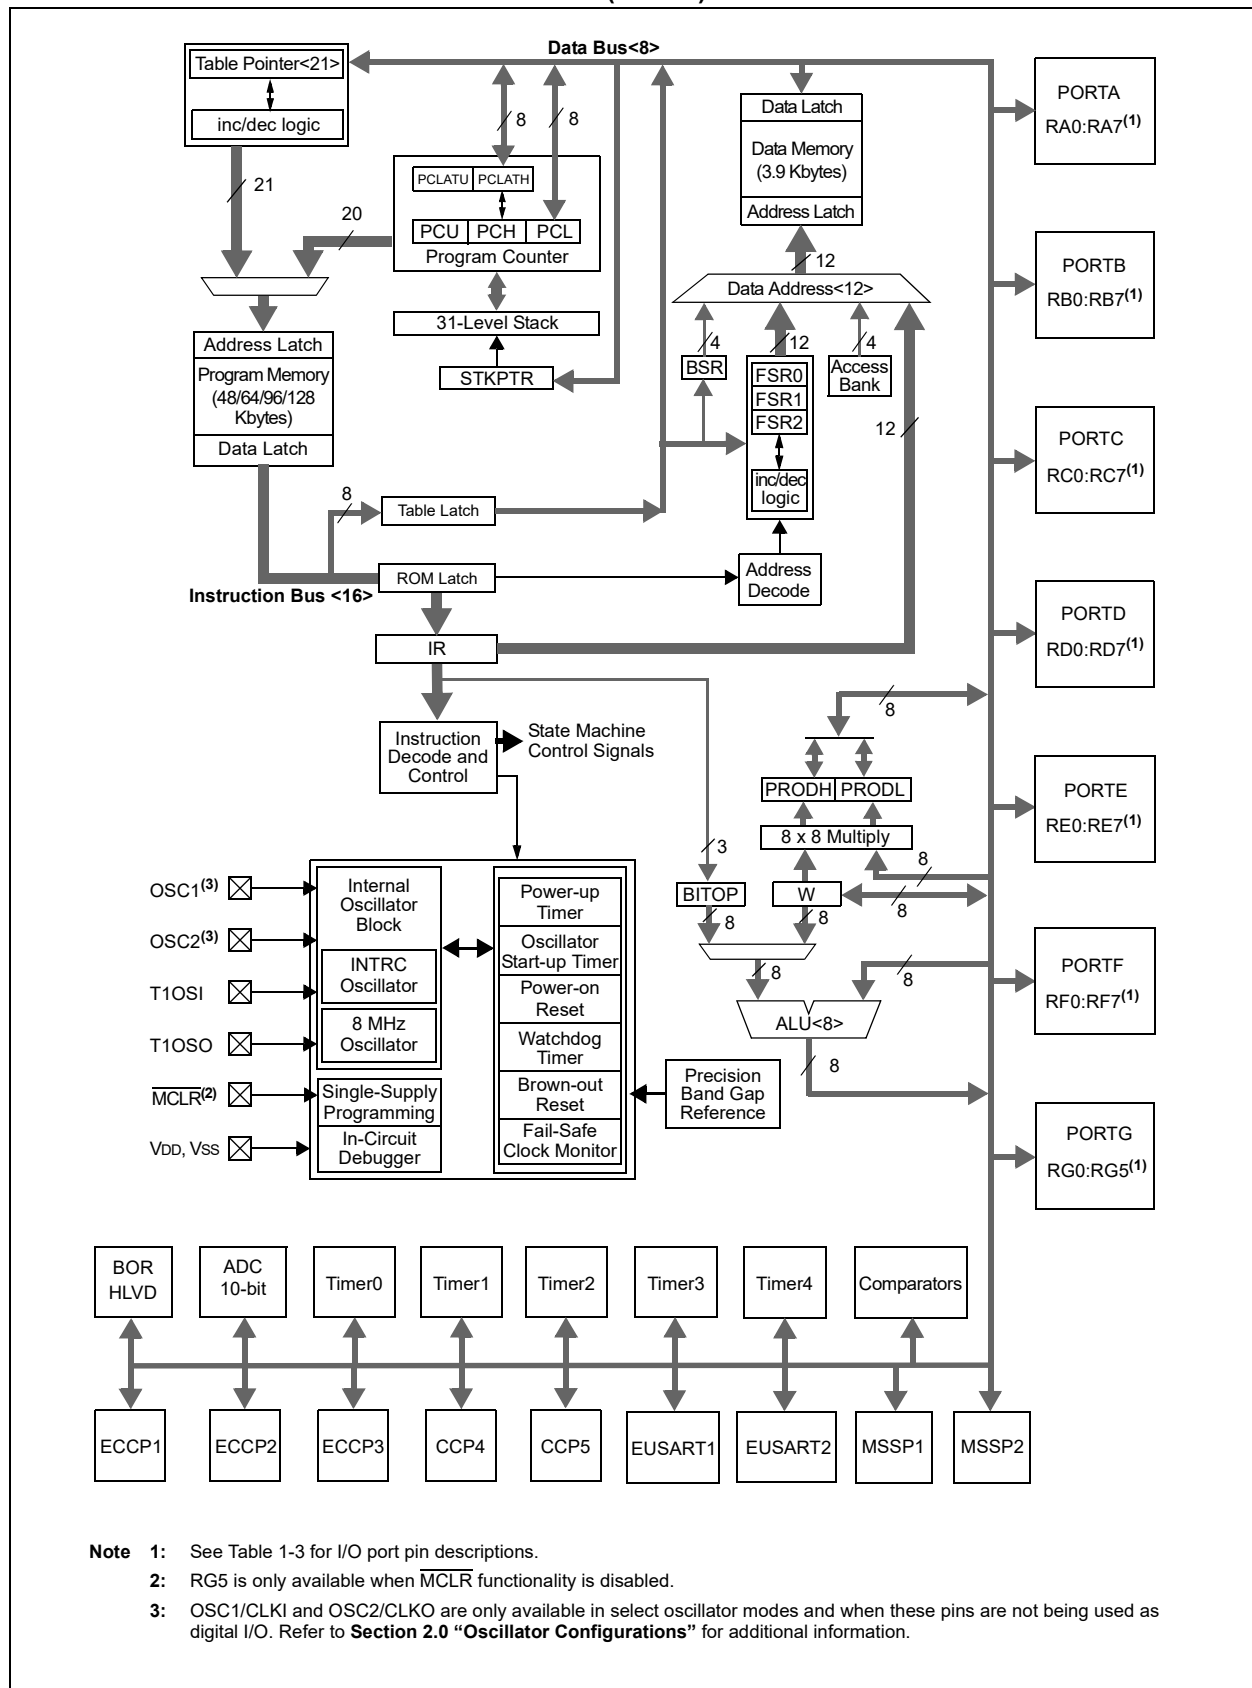 Data Bus<8>
Table Pointer<21>
inc/dec logic
21
20
8
8
PCLATU PCLATH
PCU PCH PCL
Program Counter
31-Level Stack
STKPTR
Address Latch
Program Memory
(48/64/96/128
Kbytes)
Data Latch
8
Table Latch
ROM Latch
Instruction Bus <16>
IR
Data Latch
Data Memory
(3.9 Kbytes)
Address Latch
12
Data Address<12>
4
12
4
BSR
FSR0
FSR1
FSR2
inc/dec
logic
Access
Bank
12
Address
Decode
Instruction
Decode and
Control
State Machine
Control Signals
8
PRODH PRODL
8 x 8 Multiply
3
8
BITOP
W
8
8
8
8
8
ALU<8>
8
OSC1(3)
OSC2(3)
T1OSI
T1OSO
MCLR(2)
VDD, VSS
Internal
Oscillator
Block
INTRC
Oscillator
8 MHz
Oscillator
Single-Supply
Programming
In-Circuit
Debugger
Power-up
Timer
Oscillator
Start-up Timer
Power-on
Reset
Watchdog
Timer
Brown-out
Reset
Fail-Safe
Clock Monitor
Precision
Band Gap
Reference
PORTA
RA0:RA7(1)
PORTB
RB0:RB7(1)
PORTC
RC0:RC7(1)
PORTD
RD0:RD7(1)
PORTE
RE0:RE7(1)
PORTF
RF0:RF7(1)
PORTG
RG0:RG5(1)
BOR
HLVD
ADC
10-bit
Timer0
Timer1
Timer2
Timer3
Timer4
Comparators
ECCP1
ECCP2
ECCP3
CCP4
CCP5
EUSART1
EUSART2
MSSP1
MSSP2
Note 1: See Table 1-3 for I/O port pin descriptions.
2: RG5 is only available when MCLR functionality is disabled.
3: OSC1/CLKI and OSC2/CLKO are only available in select oscillator modes and when these pins are not being used as
digital I/O. Refer to Section 2.0 “Oscillator Configurations” for additional information.